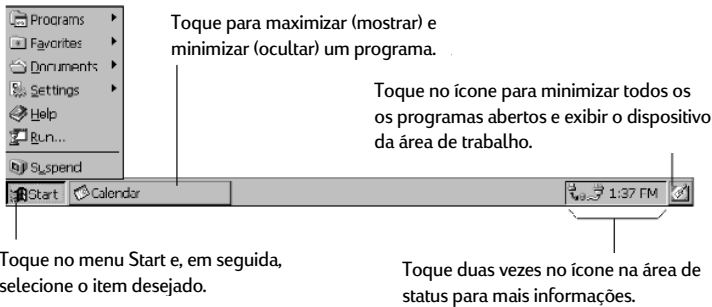 Programs
Favorites
Documents
Settings
Help
Run...
Suspend
Start
Calendar
1:37 PM
Toque para maximizar (mostrar) e
minimizar (ocultar) um programa.
Toque no ícone para minimizar todos os
os programas abertos e exibir o dispositivo
da área de trabalho.
Toque no menu Start e, em seguida,
selecione o item desejado.
Toque duas vezes no ícone na área de
status para mais informações.